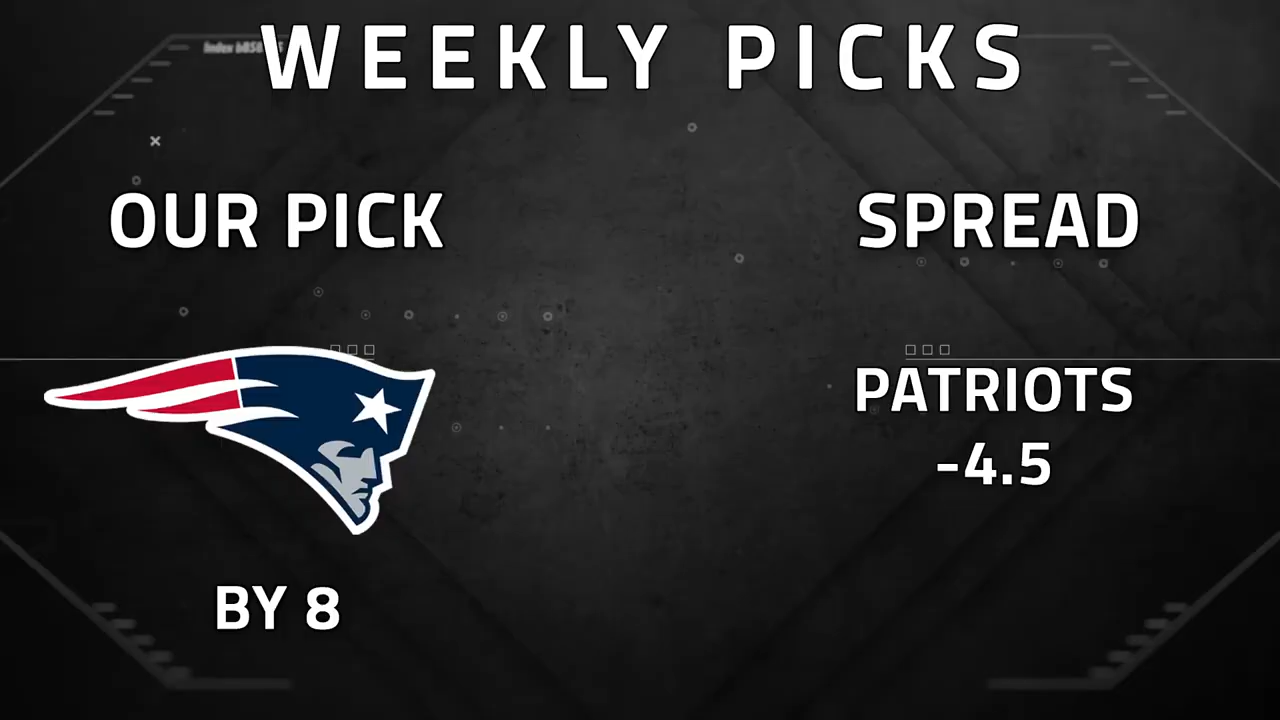 WEEKLY PICKS
OUR PICK
SPREAD
PATRIOTS
-4.5
BY 8